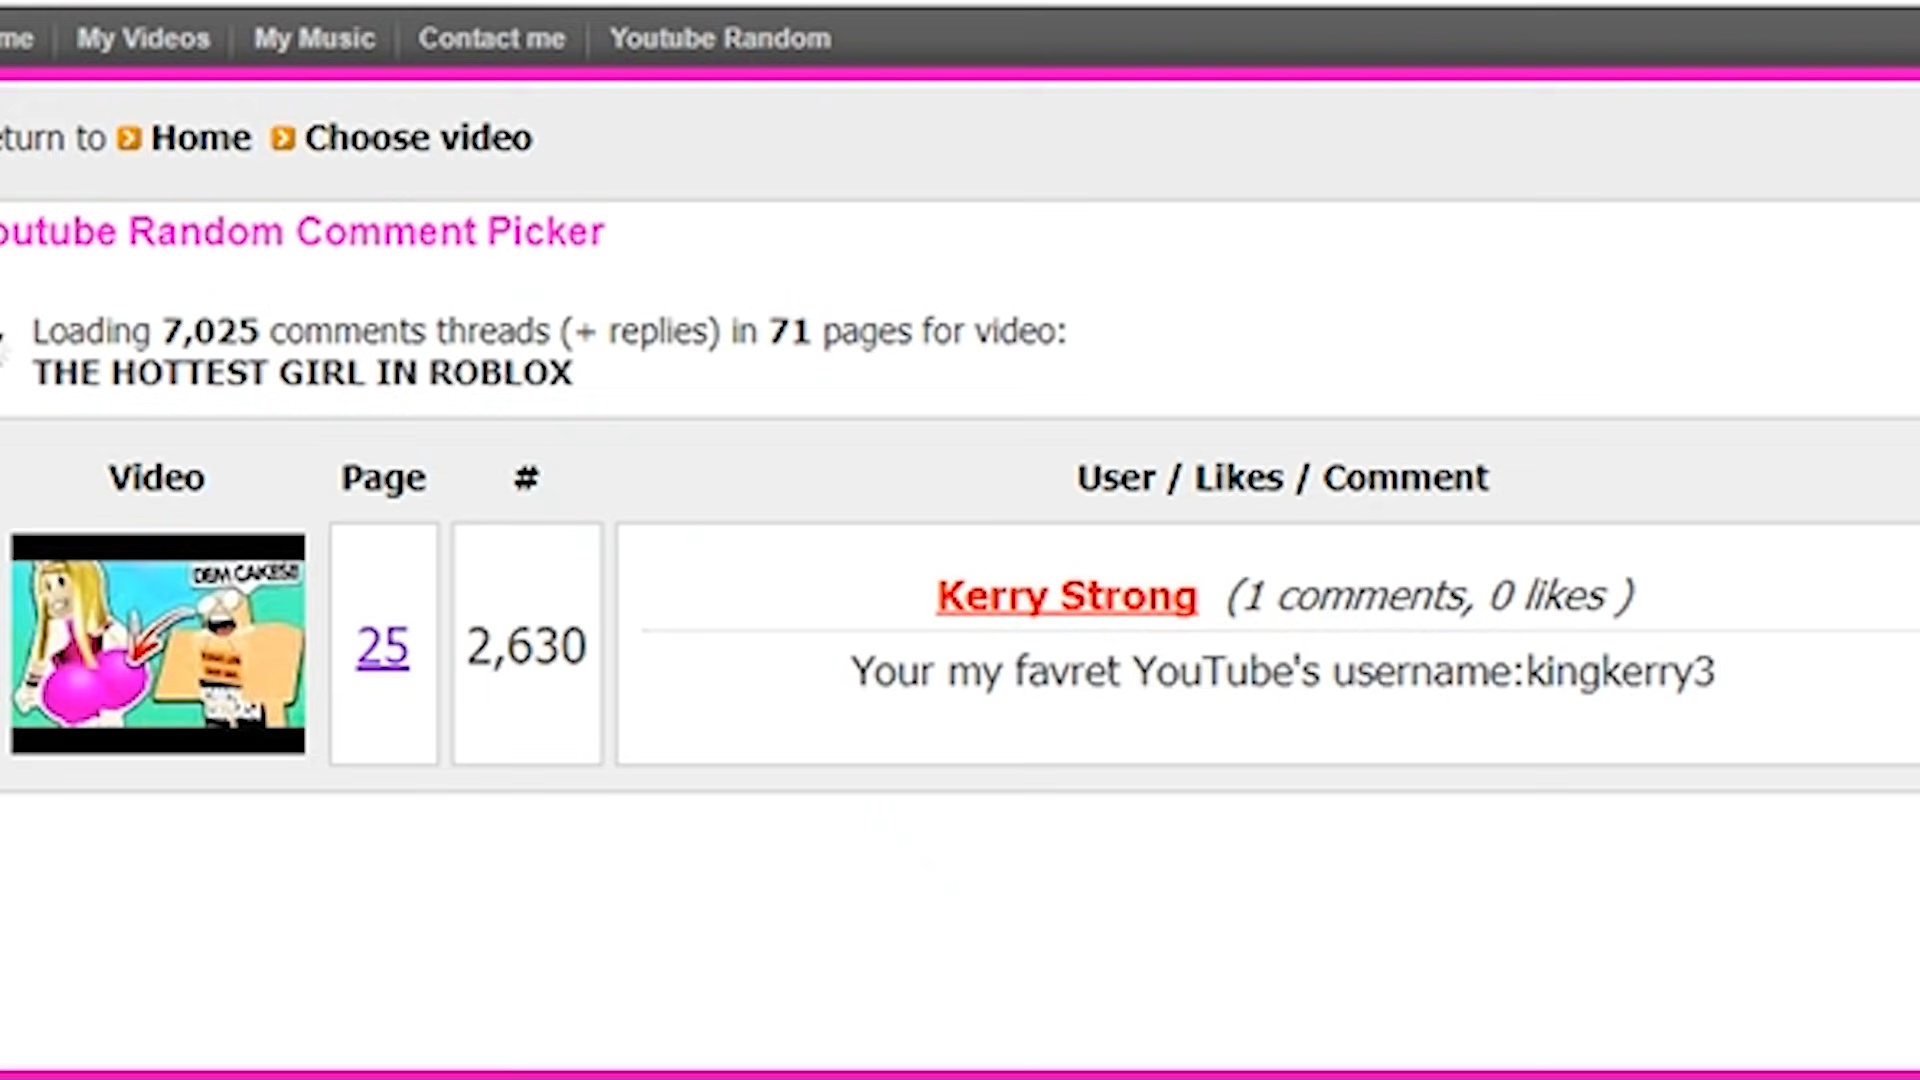 me My Videos My Music Contact me Youtube Random
eturn to Home Choose video
outube Random Comment Picker
Loading 7,025 comments threads (+ replies) in 71 pages for video:
THE HOTTEST GIRL IN ROBLOX
Video Page # User / Likes / Comment
DEM CAKES!!
Kerry Strong (1 comments, 0 likes )
25 2,630
Your my favret YouTube's username:kingkerry3